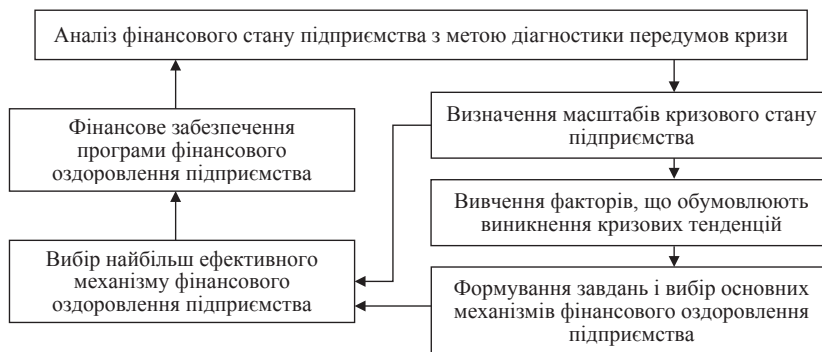 Аналіз фінансового стану підприємства з метою діагностики передумов кризи
Визначення масштабів кризового стану
підприємства
Фінансове забезпечення
програми фінансового
оздоровлення підприємства
Вивчення факторів, що обумовлюють
виникнення кризових тенденцій
Вибір найбільш ефективного
механізму фінансового
оздоровлення підприємства
Формування завдань і вибір основних
механізмів фінансового оздоровлення
підприємства